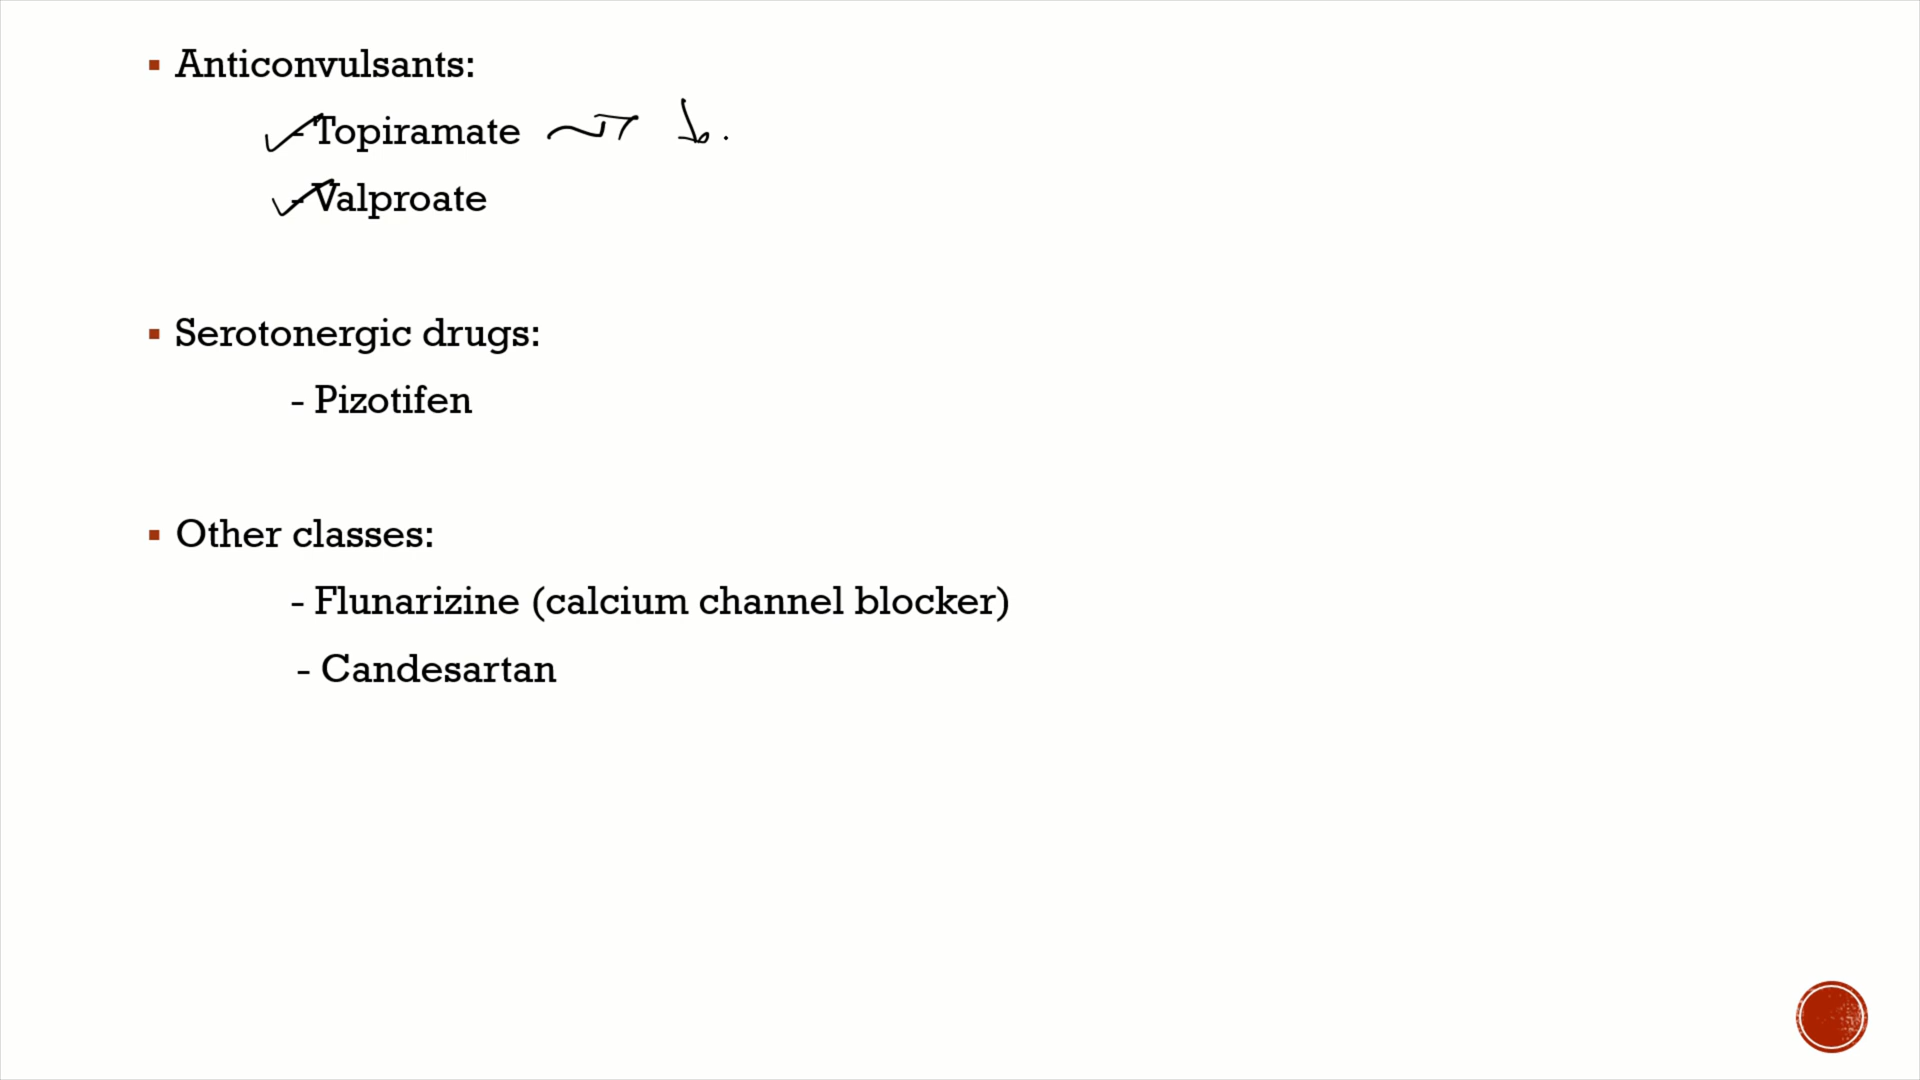 Anticonvulsants:
- Topiramate
- Valproate
Serotonergic drugs:
- Pizotifen
Other classes:
- Flunarizine (calcium channel blocker)
- Candesartan